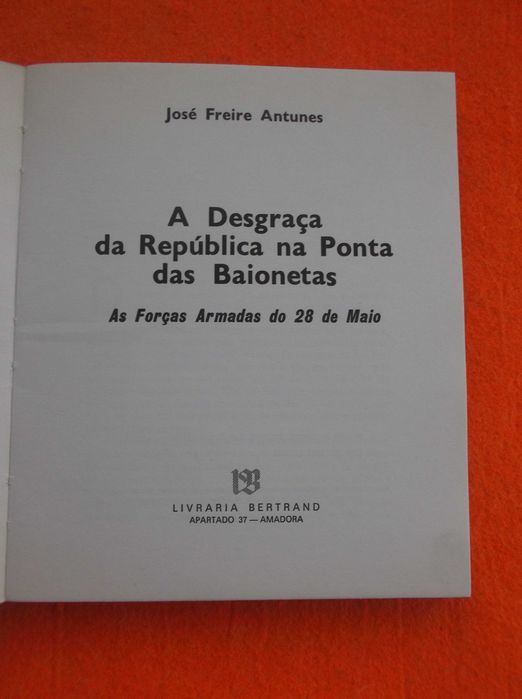 José Freire Antunes
A Desgraça
da República na Ponta
das Baionetas
As Forças Armadas do 28 de Maio
LIVRARIA BERTRAND
APARTADO 37 — AMADORA